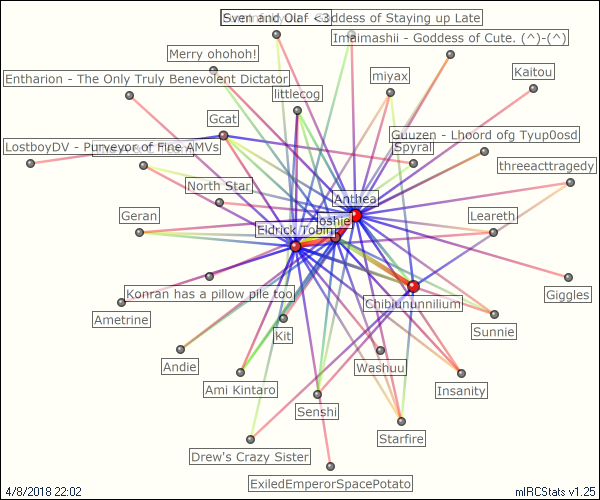 Sven and Olaf - Goddess of Staying up Late
Imaimashii - Goddess of Cute. (^)-(^)
Merry ohohoh!
Kaitou
Entharion - The Only Truly Benevolent Dictator
miyax
littlecog
Gcat
Guuzen - Lhoord ofg Tyup0osd
LostboyDV - Purveyor of Fine AMVs
Spyral
threeacttragedy
North Star
Anthea
Geran
oshie
Leareth
Eldrick Tobin
Konran has a pillow pile too
Giggles
Chibiununnilium
Ametrine
Sunnie
Kit
Andie
Washuu
Ami Kintaro
Insanity
Senshi
Starfire
Drew's Crazy Sister
ExiledEmperorSpacePotato
4/8/2018 22:02
mIRCStats v1.25